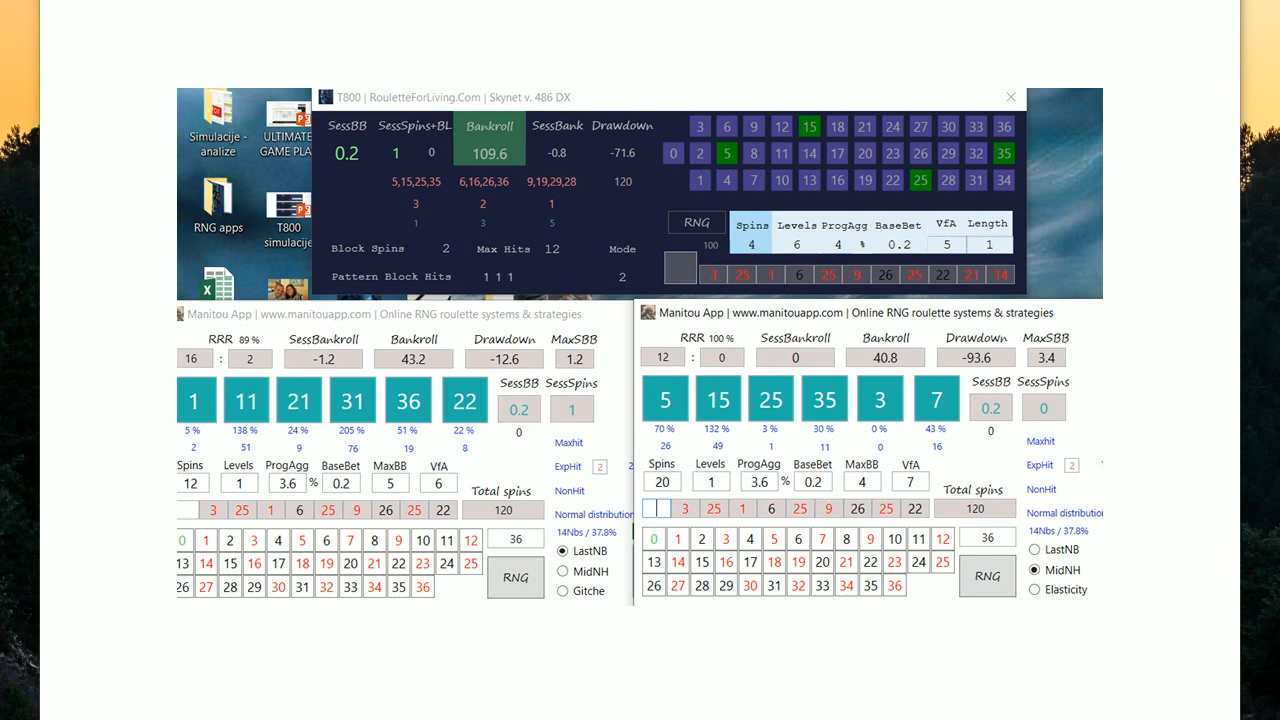 Simulacije -
analize
ULTIMATE
GAME PLA
RNG apps
T800
simulacije
T800 | RouletteForLiving.Com | Skynet v. 486 DX
SessBB SessSpins+BL Bankroll SessBank Drawdown
0.2 1 0 109.6 -0.8 -71.6
5,15,25,35 6,16,26,36 9,19,29,28 120
3 2 1
1 3 5
Block Spins 2 Max Hits 12 Mode
Pattern Block Hits 1 1 1 2
3 6 9 12 15 18 21 24 27 30 33 36
0 2 5 8 11 14 17 20 23 26 29 32 35
1 4 7 10 13 16 19 22 25 28 31 34
RNG
100
Spins Levels ProgAgg BaseBet VfA Length
4 6 4 % 0.2 5 1
3 25 1 6 25 9 26 25 22 21 14
Manitou App | www.manitouapp.com | Online RNG roulette systems & strategies
RRR 89 % SessBankroll Bankroll Drawdown MaxSBB
16 : 2 -1.2 43.2 -12.6 1.2
1 11 21 31 36 22
SessBB SessSpins
0.2 1
0
5 % 138 % 24 % 205 % 51 % 22 %
2 51 9 76 19 8
Maxhit
ExpHit 2
NonHit
Spins Levels ProgAgg BaseBet MaxBB VfA
12 1 3.6 % 0.2 5 6
Total spins
120
3 25 1 6 25 9 26 25 22
Normal distribution
14Nbs / 37.8%
0 1 2 3 4 5 6 7 8 9 10 11 12
13 14 15 16 17 18 19 20 21 22 23 24 25
26 27 28 29 30 31 32 33 34 35 36
36
RNG
LastNB
MidNH
Gitche
Manitou App | www.manitouapp.com | Online RNG roulette systems & strategies
RRR 100 % SessBankroll Bankroll Drawdown MaxSBB
12 : 0 0 40.8 -93.6 3.4
5 15 25 35 3 7
SessBB SessSpins
0.2 0
0
70 % 132 % 3 % 30 % 0 % 43 %
26 49 1 11 0 16
Maxhit
ExpHit 2
NonHit
Spins Levels ProgAgg BaseBet MaxBB VfA
20 1 3.6 % 0.2 4 7
Total spins
120
3 25 1 6 25 9 26 25 22
Normal distribution
14Nbs / 37.8%
0 1 2 3 4 5 6 7 8 9 10 11 12
13 14 15 16 17 18 19 20 21 22 23 24 25
26 27 28 29 30 31 32 33 34 35 36
36
RNG
LastNB
MidNH
Elasticity